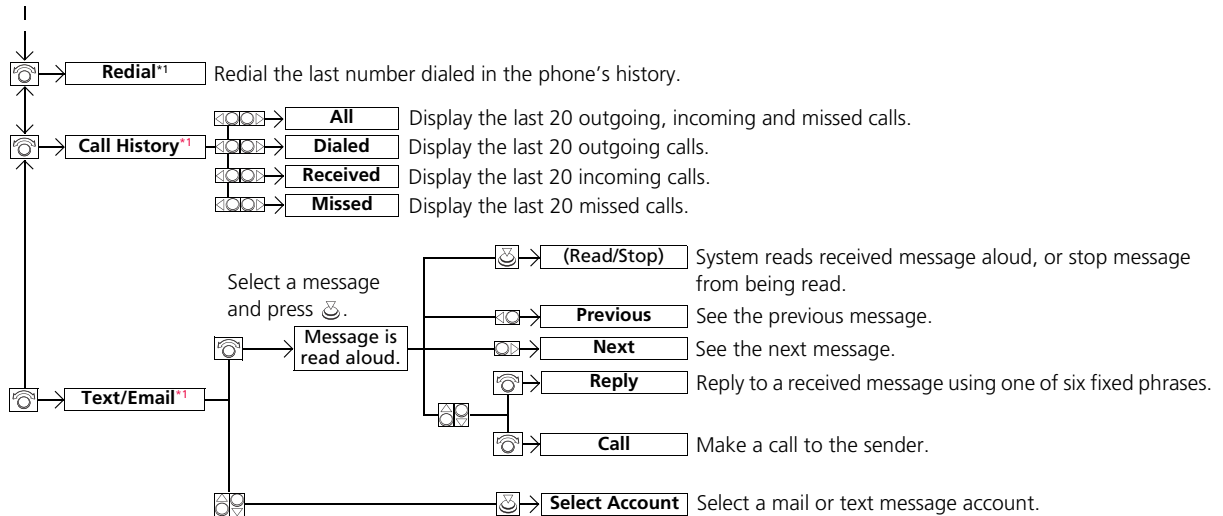 Redial*1 Redial the last number dialed in the phone's history.
Call History*1
All Display the last 20 outgoing, incoming and missed calls.
Dialed Display the last 20 outgoing calls.
Received Display the last 20 incoming calls.
Missed Display the last 20 missed calls.
Text/Email*1
Select a message
and press .
Message is
read aloud.
(Read/Stop) System reads received message aloud, or stop message
from being read.
Previous See the previous message.
Next See the next message.
Reply Reply to a received message using one of six fixed phrases.
Call Make a call to the sender.
Select Account Select a mail or text message account.